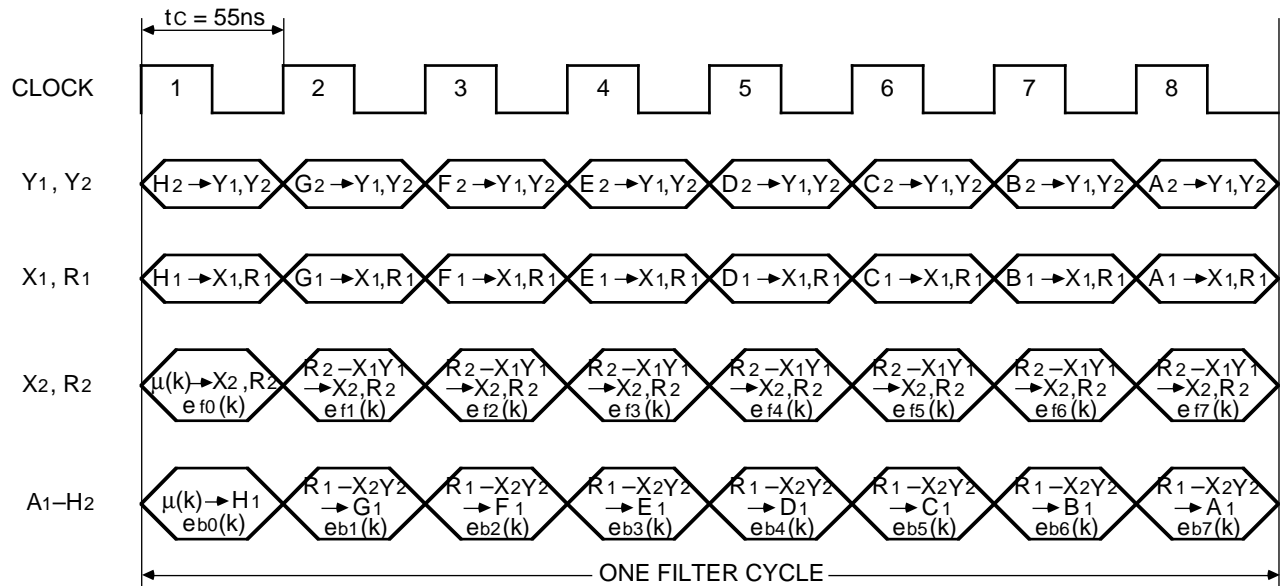 tC = 55ns
CLOCK 1 2 3 4 5 6 7 8
Y1, Y2 H2→Y1,Y2 G2→Y1,Y2 F2→Y1,Y2 E2→Y1,Y2 D2→Y1,Y2 C2→Y1,Y2 B2→Y1,Y2 A2→Y1,Y2
X1, R1 H1→X1,R1 G1→X1,R1 F1→X1,R1 E1→X1,R1 D1→X1,R1 C1→X1,R1 B1→X1,R1 A1→X1,R1
R2–X1Y1 R2–X1Y1 R2–X1Y1 R2–X1Y1 R2–X1Y1 R2–X1Y1 R2–X1Y1
X2, R2 μ(k)→X2,R2 →X2,R2 →X2,R2 →X2,R2 →X2,R2 →X2,R2 →X2,R2 →X2,R2
ef0(k) ef1(k) ef2(k) ef3(k) ef4(k) ef5(k) ef6(k) ef7(k)
R1–X2Y2 R1–X2Y2 R1–X2Y2 R1–X2Y2 R1–X2Y2 R1–X2Y2 R1–X2Y2
A1–H2 μ(k)→H1 →G1 →F1 →E1 →D1 →C1 →B1 →A1
eb0(k) eb1(k) eb2(k) eb3(k) eb4(k) eb5(k) eb6(k) eb7(k)
ONE FILTER CYCLE